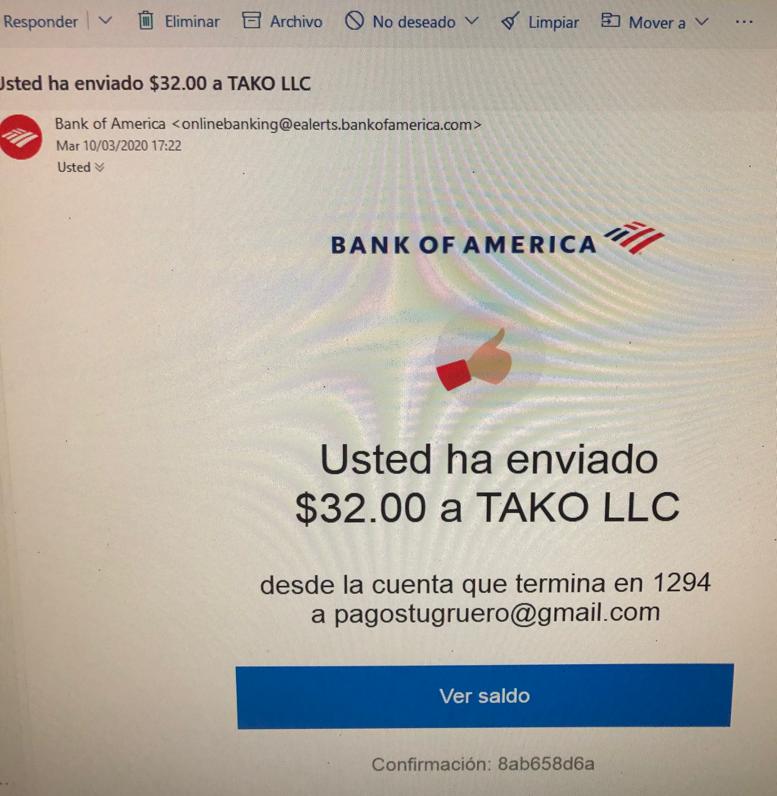 Responder Eliminar Archivo No deseado Limpiar Mover a ...
Usted ha enviado $32.00 a TAKO LLC
Bank of America <onlinebanking@ealerts.bankofamerica.com>
Mar 10/03/2020 17:22
Usted
BANK OF AMERICA
Usted ha enviado
$32.00 a TAKO LLC
desde la cuenta que termina en 1294
a pagostugruero@gmail.com
Ver saldo
Confirmación: 8ab658d6a